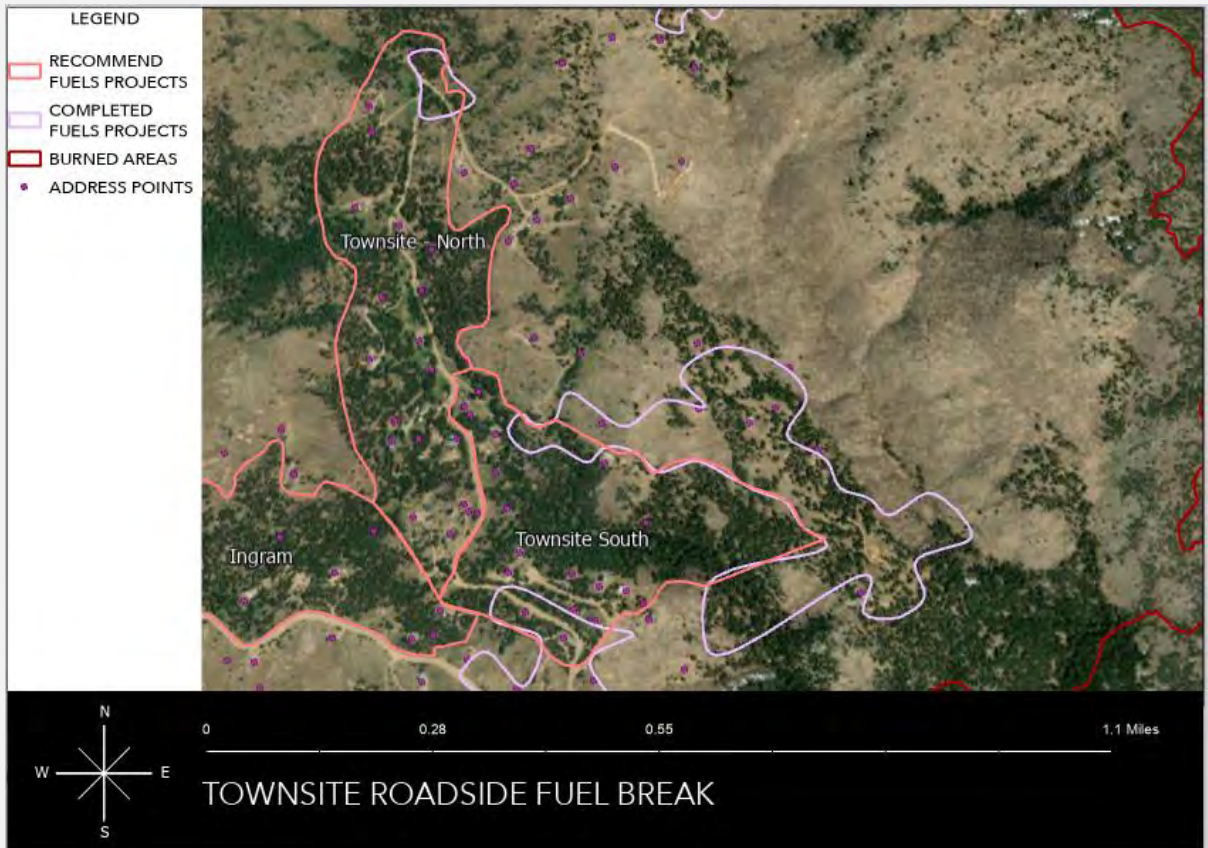 LEGEND
RECOMMEND
FUELS PROJECTS
COMPLETED
FUELS PROJECTS
BURNED AREAS
ADDRESS POINTS
Townsite - North
Townsite South
Ingram
N
W E
S
0 0.28 0.55 1.1 Miles
TOWNSITE ROADSIDE FUEL BREAK